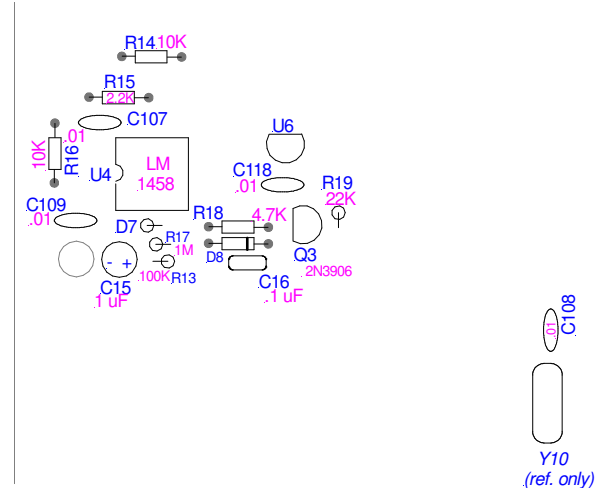 R14 10K
R15
2.2K
C107
.01
10K
R16
U4
LM
1458
U6
C118
.01
R19
22K
C109
.01
D7
R18
4.7K
R17
1M
D8
Q3
2N3906
- +
.100K
R13
C15
.1 uF
C16
.1 uF
C108
.01
Y10
(ref. only)